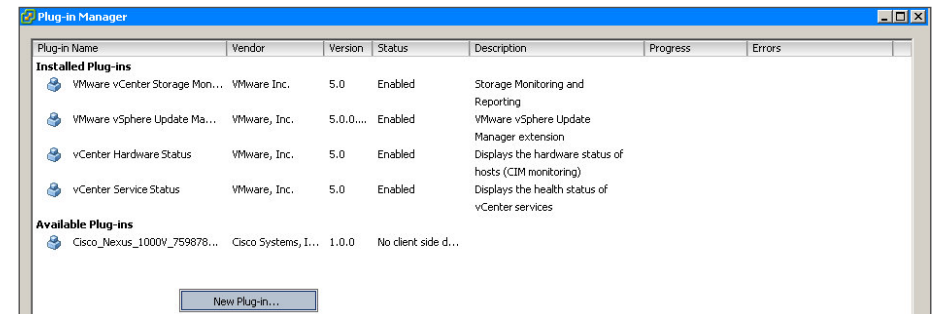 Plug-in Manager
Plug-in Name Vendor Version Status Description Progress Errors
Installed Plug-ins
VMware vCenter Storage Mon... VMware Inc. 5.0 Enabled Storage Monitoring and
Reporting
VMware vSphere Update Ma... VMware, Inc. 5.0.0.... Enabled VMware vSphere Update
Manager extension
vCenter Hardware Status VMware, Inc. 5.0 Enabled Displays the hardware status of
hosts (CIM monitoring)
vCenter Service Status VMware, Inc. 5.0 Enabled Displays the health status of
vCenter services
Available Plug-ins
Cisco_Nexus_1000V_759878... Cisco Systems, I... 1.0.0 No client side d...
New Plug-in...